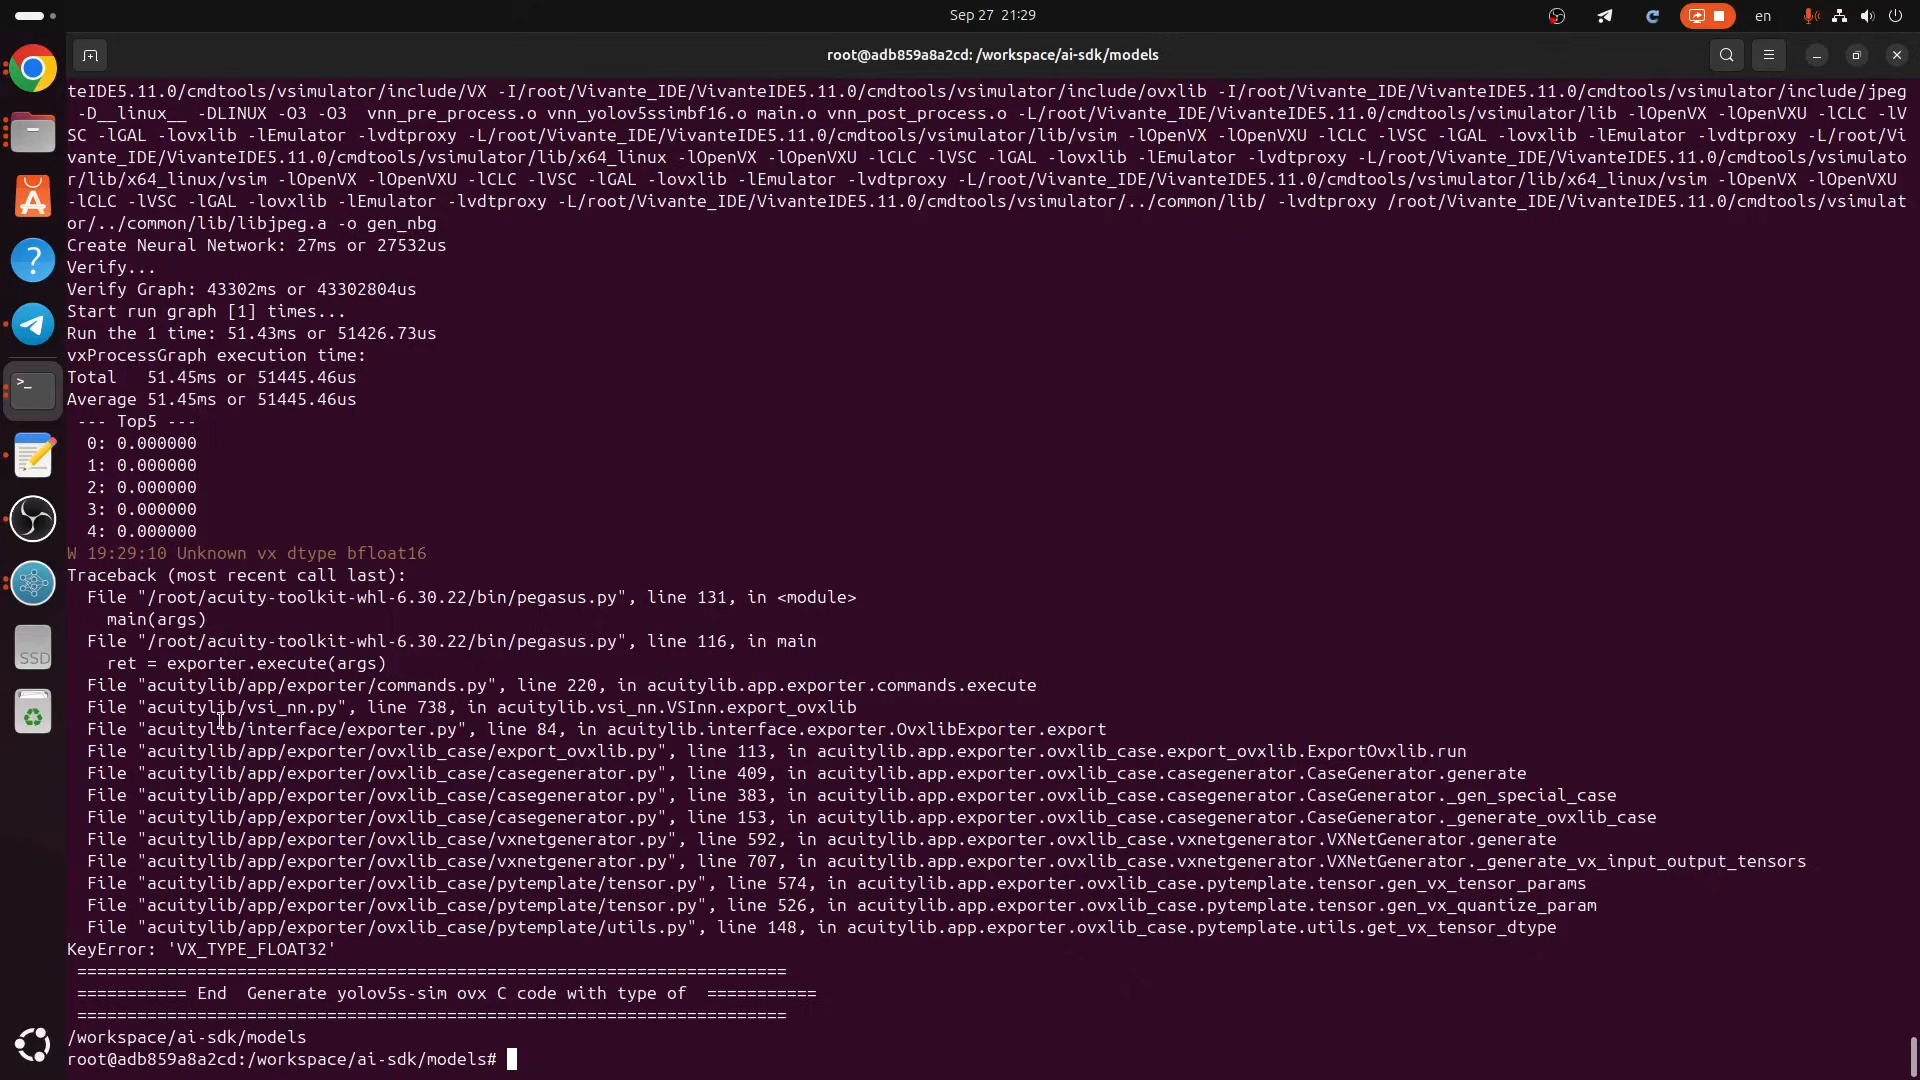 Sep 27 21:29
en
root@adb859a8a2cd: /workspace/ai-sdk/models
teIDE5.11.0/cmdtools/vsimulator/include/VX -I/root/Vivante_IDE/VivanteIDE5.11.0/cmdtools/vsimulator/include/ovxlib -I/root/Vivante_IDE/VivanteIDE5.11.0/cmdtools/vsimulator/include/jpeg
-D__linux__ -DLINUX -O3 -O3  vnn_pre_process.o vnn_yolov5ssimbf16.o main.o vnn_post_process.o -L/root/Vivante_IDE/VivanteIDE5.11.0/cmdtools/vsimulator/lib -lOpenVX -lOpenVXU -lCLC -lV
SC -lGAL -lovxlib -lEmulator -lvdtproxy -L/root/Vivante_IDE/VivanteIDE5.11.0/cmdtools/vsimulator/lib/vsim -lOpenVX -lOpenVXU -lCLC -lVSC -lGAL -lovxlib -lEmulator -lvdtproxy -L/root/Vi
vante_IDE/VivanteIDE5.11.0/cmdtools/vsimulator/lib/x64_linux -lOpenVX -lOpenVXU -lCLC -lVSC -lGAL -lovxlib -lEmulator -lvdtproxy -L/root/Vivante_IDE/VivanteIDE5.11.0/cmdtools/vsimulato
r/lib/x64_linux/vsim -lOpenVX -lOpenVXU -lCLC -lVSC -lGAL -lovxlib -lEmulator -lvdtproxy -L/root/Vivante_IDE/VivanteIDE5.11.0/cmdtools/vsimulator/lib/x64_linux/vsim -lOpenVX -lOpenVXU
-lCLC -lVSC -lGAL -lovxlib -lEmulator -lvdtproxy -L/root/Vivante_IDE/VivanteIDE5.11.0/cmdtools/vsimulator/../common/lib/ -lvdtproxy /root/Vivante_IDE/VivanteIDE5.11.0/cmdtools/vsimulat
or/../common/lib/libjpeg.a -o gen_nbg
Create Neural Network: 27ms or 27532us
Verify...
Verify Graph: 43302ms or 43302804us
Start run graph [1] times...
Run the 1 time: 51.43ms or 51426.73us
vxProcessGraph execution time:
Total   51.45ms or 51445.46us
Average 51.45ms or 51445.46us
--- Top5 ---
0: 0.000000
1: 0.000000
2: 0.000000
3: 0.000000
4: 0.000000
W 19:29:10 Unknown vx dtype bfloat16
Traceback (most recent call last):
File "/root/acuity-toolkit-whl-6.30.22/bin/pegasus.py", line 131, in <module>
main(args)
File "/root/acuity-toolkit-whl-6.30.22/bin/pegasus.py", line 116, in main
ret = exporter.execute(args)
File "acuitylib/app/exporter/commands.py", line 220, in acuitylib.app.exporter.commands.execute
File "acuitylib/vsi_nn.py", line 738, in acuitylib.vsi_nn.VSInn.export_ovxlib
File "acuitylib/interface/exporter.py", line 84, in acuitylib.interface.exporter.OvxlibExporter.export
File "acuitylib/app/exporter/ovxlib_case/export_ovxlib.py", line 113, in acuitylib.app.exporter.ovxlib_case.export_ovxlib.ExportOvxlib.run
File "acuitylib/app/exporter/ovxlib_case/casegenerator.py", line 409, in acuitylib.app.exporter.ovxlib_case.casegenerator.CaseGenerator.generate
File "acuitylib/app/exporter/ovxlib_case/casegenerator.py", line 383, in acuitylib.app.exporter.ovxlib_case.casegenerator.CaseGenerator._gen_special_case
File "acuitylib/app/exporter/ovxlib_case/casegenerator.py", line 153, in acuitylib.app.exporter.ovxlib_case.casegenerator.CaseGenerator._generate_ovxlib_case
File "acuitylib/app/exporter/ovxlib_case/vxnetgenerator.py", line 592, in acuitylib.app.exporter.ovxlib_case.vxnetgenerator.VXNetGenerator.generate
File "acuitylib/app/exporter/ovxlib_case/vxnetgenerator.py", line 707, in acuitylib.app.exporter.ovxlib_case.vxnetgenerator.VXNetGenerator._generate_vx_input_output_tensors
File "acuitylib/app/exporter/ovxlib_case/pytemplate/tensor.py", line 574, in acuitylib.app.exporter.ovxlib_case.pytemplate.tensor.gen_vx_tensor_params
File "acuitylib/app/exporter/ovxlib_case/pytemplate/tensor.py", line 526, in acuitylib.app.exporter.ovxlib_case.pytemplate.tensor.gen_vx_quantize_param
File "acuitylib/app/exporter/ovxlib_case/pytemplate/utils.py", line 148, in acuitylib.app.exporter.ovxlib_case.pytemplate.utils.get_vx_tensor_dtype
KeyError: 'VX_TYPE_FLOAT32'
=======================================================================
=========== End  Generate yolov5s-sim ovx C code with type of  ===========
=======================================================================
/workspace/ai-sdk/models
root@adb859a8a2cd:/workspace/ai-sdk/models#
SSD